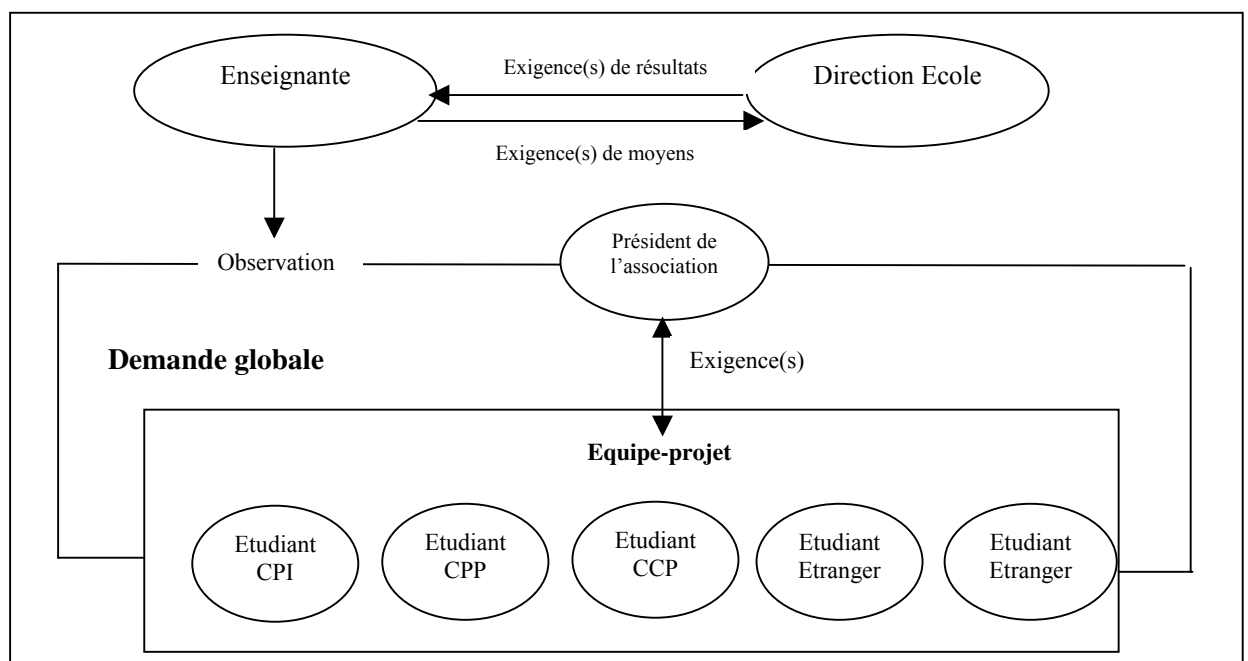 Enseignante
Exigence(s) de résultats
Direction Ecole
Exigence(s) de moyens
Observation
Président de
l’association
Demande globale
Exigence(s)
Equipe-projet
Etudiant
CPI
Etudiant
CPP
Etudiant
CCP
Etudiant
Etranger
Etudiant
Etranger